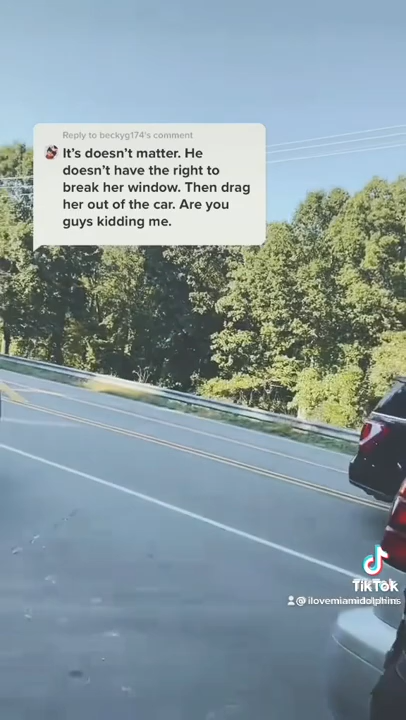 Reply to beckyg174's comment
It's doesn't matter. He
doesn't have the right to
break her window. Then drag
her out of the car. Are you
guys kidding me.
TikTok
@ilovemiamidolphins